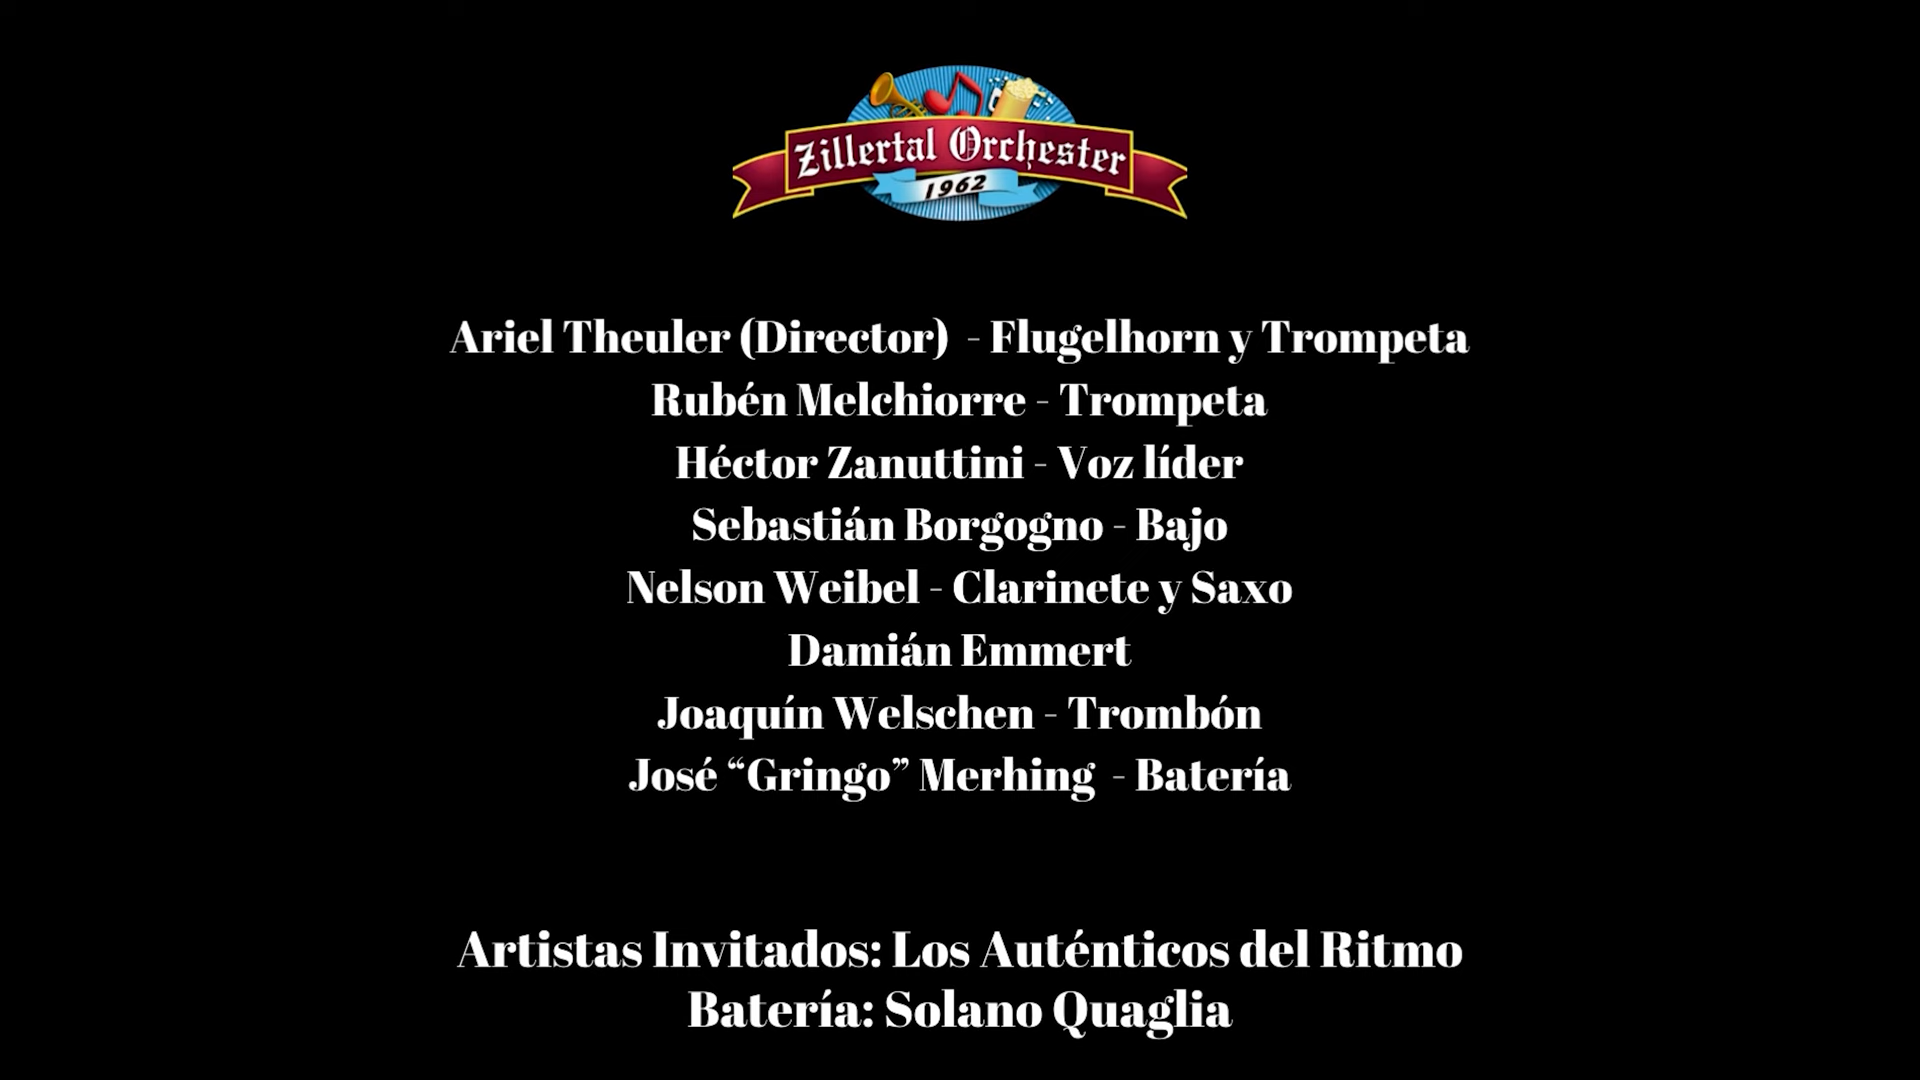 Zillertal Orchester
1962
Ariel Theuler (Director) - Flugelhorn y Trompeta
Rubén Melchiorre - Trompeta
Héctor Zanuttini - Voz líder
Sebastián Borgogno - Bajo
Nelson Weibel - Clarinete y Saxo
Damián Emmert
Joaquín Welschen - Trombón
José “Gringo” Merhing - Batería
Artistas Invitados: Los Auténticos del Ritmo
Batería: Solano Quaglia